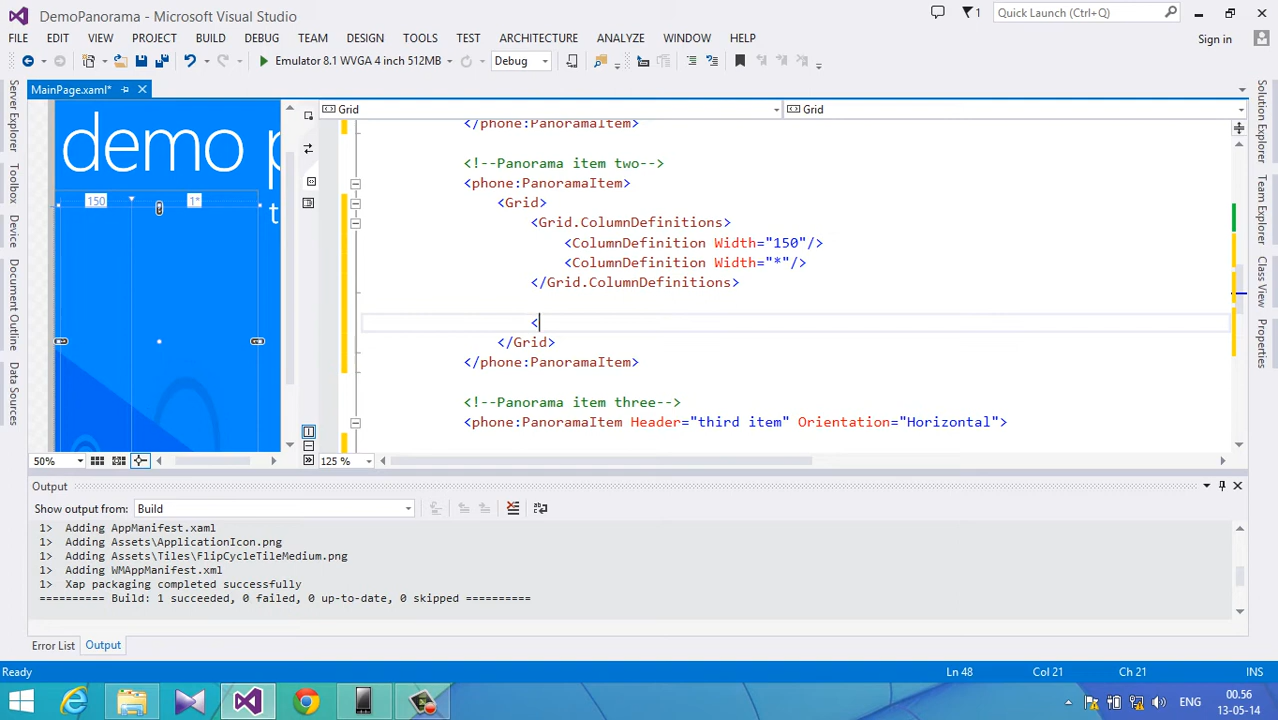 DemoPanorama - Microsoft Visual Studio
1
Quick Launch (Ctrl+Q)
FILE EDIT VIEW PROJECT BUILD DEBUG TEAM DESIGN TOOLS TEST ARCHITECTURE ANALYZE WINDOW HELP
Sign in
Emulator 8.1 WVGA 4 inch 512MB
Debug
MainPage.xaml*
Server Explorer
Toolbox
Device
Document Outline
Data Sources
demo p
150
1*
t
50%
Grid
Grid
</phone:PanoramaItem>
<!--Panorama item two-->
<phone:PanoramaItem>
<Grid>
<Grid.ColumnDefinitions>
<ColumnDefinition Width="150"/>
<ColumnDefinition Width="*"/>
</Grid.ColumnDefinitions>
<
</Grid>
</phone:PanoramaItem>
<!--Panorama item three-->
<phone:PanoramaItem Header="third item" Orientation="Horizontal">
125 %
Solution Explorer
Team Explorer
Class View
Properties
Output
Show output from: Build
1> Adding AppManifest.xaml
1> Adding Assets\ApplicationIcon.png
1> Adding Assets\Tiles\FlipCycleTileMedium.png
1> Adding WMAppManifest.xml
1> Xap packaging completed successfully
========== Build: 1 succeeded, 0 failed, 0 up-to-date, 0 skipped ==========
Error List Output
Ready
Ln 48 Col 21 Ch 21 INS
ENG
00.56
13-05-14